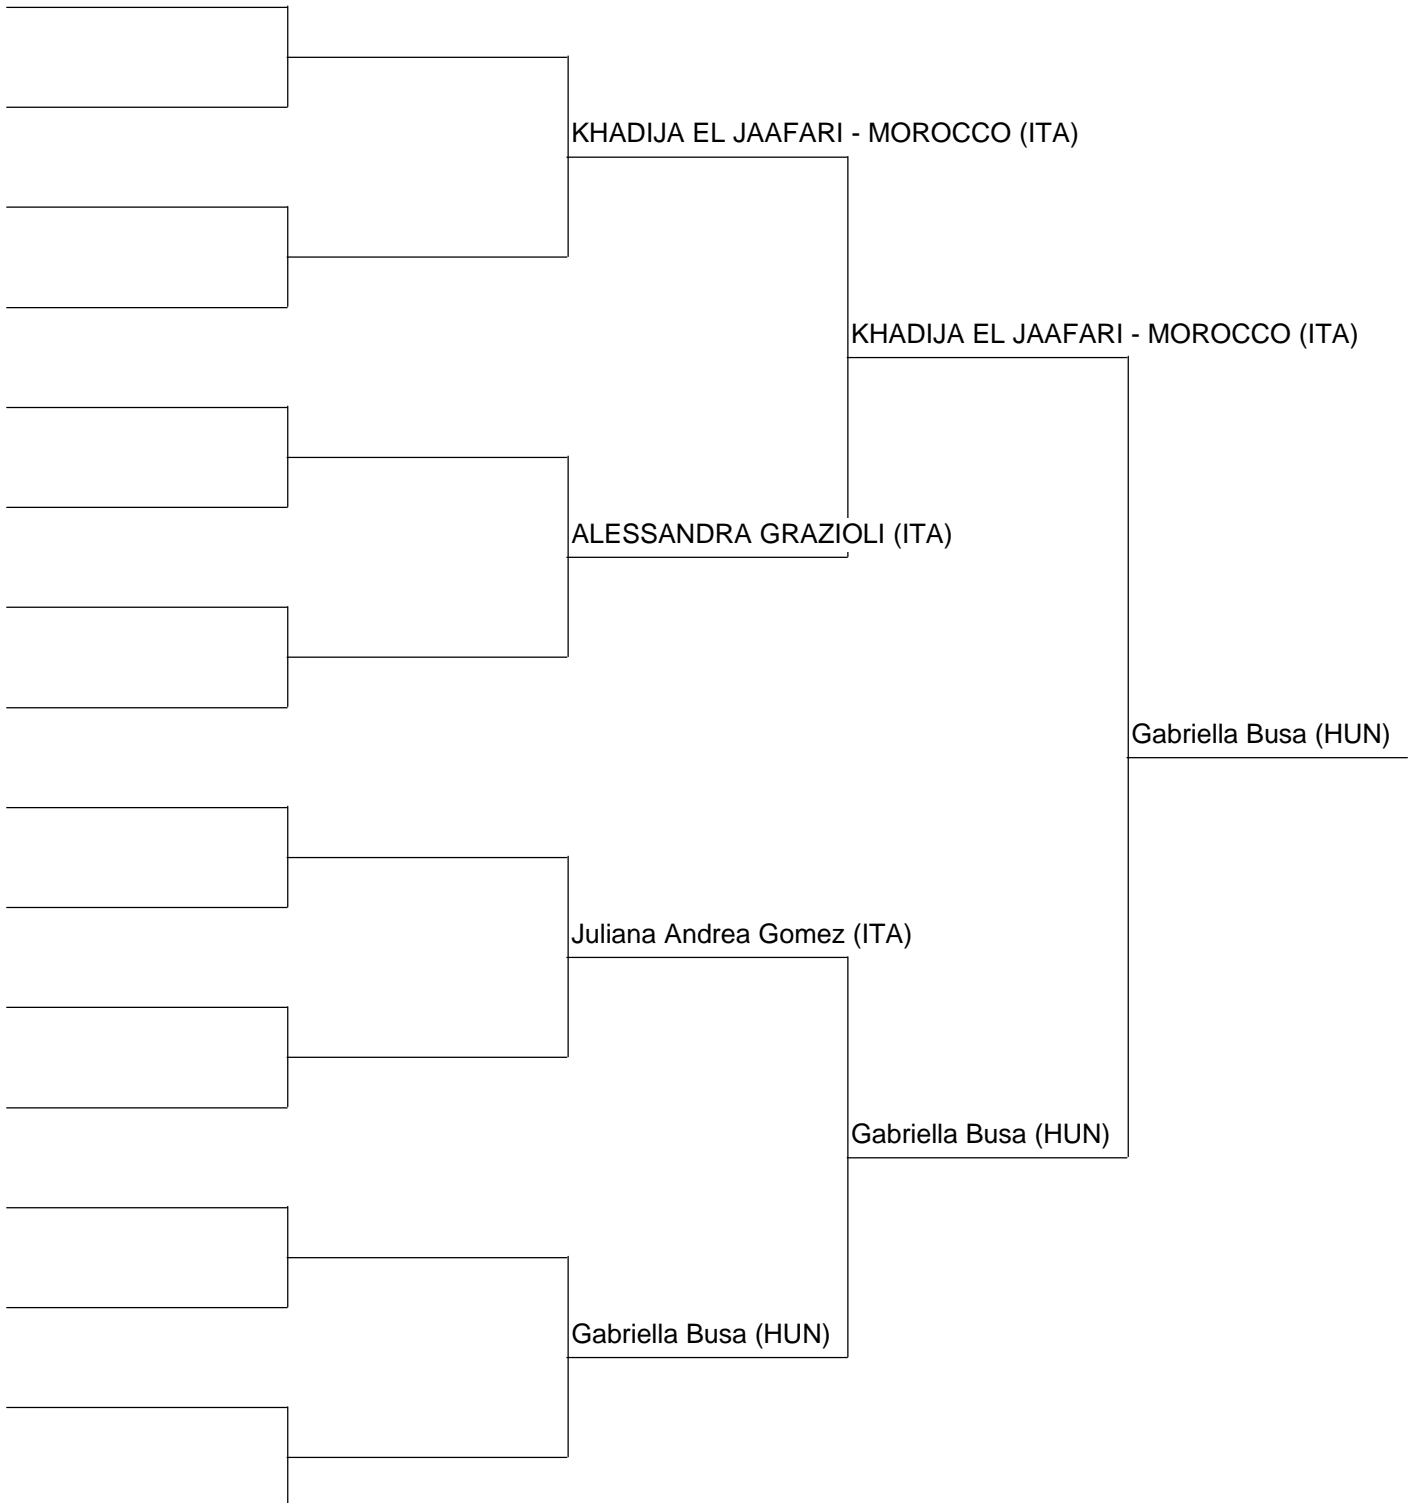 KHADIJA EL JAAFARI - MOROCCO (ITA)
KHADIJA EL JAAFARI - MOROCCO (ITA)
ALESSANDRA GRAZIOLI (ITA)
Gabriella Busa (HUN)
Juliana Andrea Gomez (ITA)
Gabriella Busa (HUN)
Gabriella Busa (HUN)